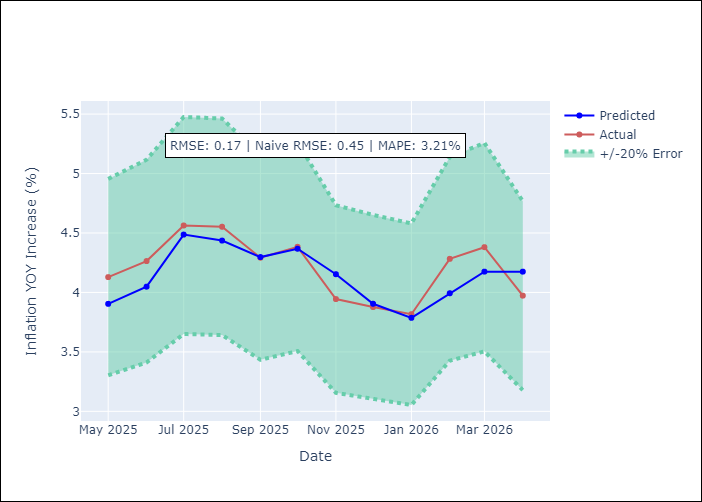 RMSE: 0.17 | Naive RMSE: 0.45 | MAPE: 3.21%
Predicted
Actual
+/-20% Error
Inflation YOY Increase (%)
5.5
5
4.5
4
3.5
3
May 2025
Jul 2025
Sep 2025
Nov 2025
Jan 2026
Mar 2026
Date